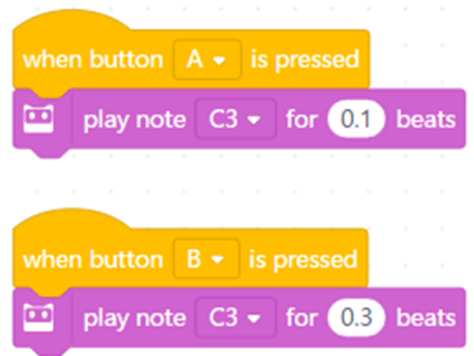 when button A is pressed
play note C3 for 0.1 beats
when button B is pressed
play note C3 for 0.3 beats